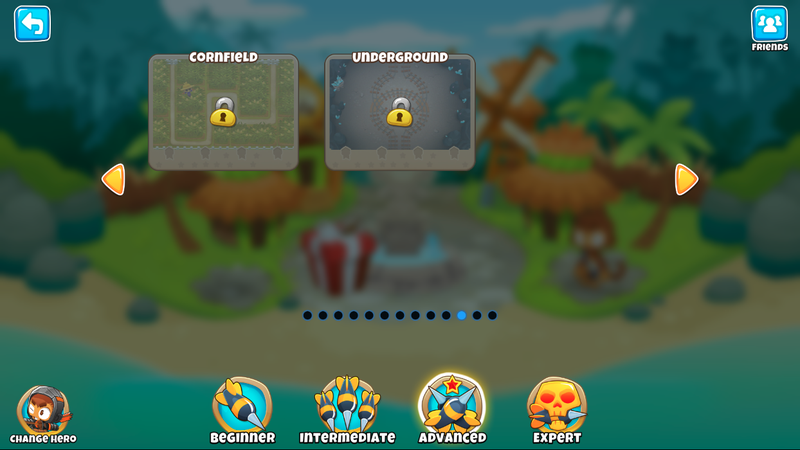 CORNFIELD
UNDERGROUND
FRIENDS
CHANGE HERO
BEGINNER
INTERMEDIATE
ADVANCED
EXPERT